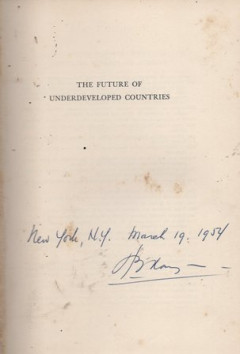 THE FUTURE OF
UNDERDEVELOPED COUNTRIES
New York, N.Y. March 19. 1954